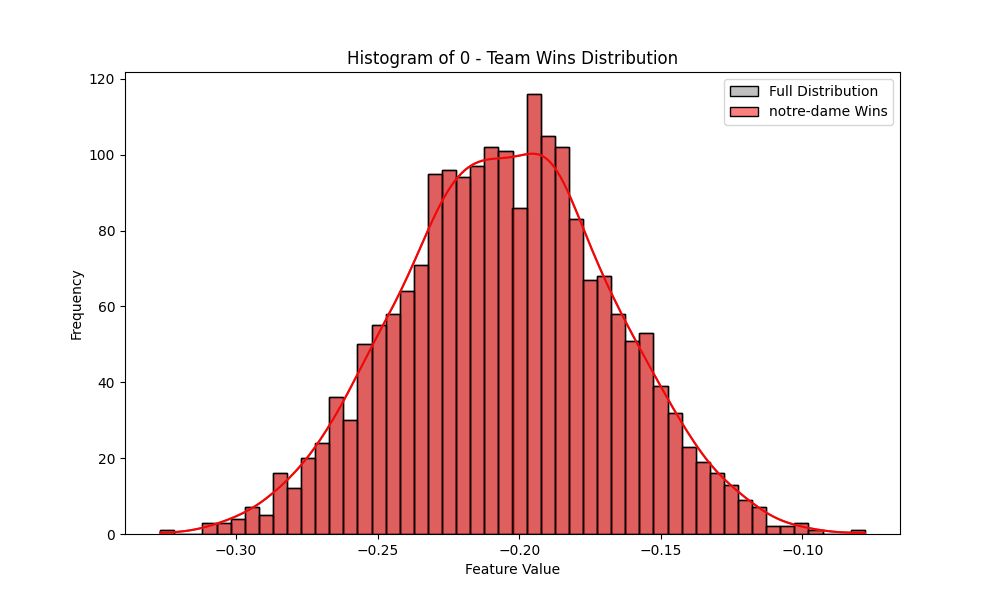 Histogram of 0 - Team Wins Distribution
Full Distribution
notre-dame Wins
Frequency
120
100
80
60
40
20
0
−0.30
−0.25
−0.20
−0.15
−0.10
Feature Value